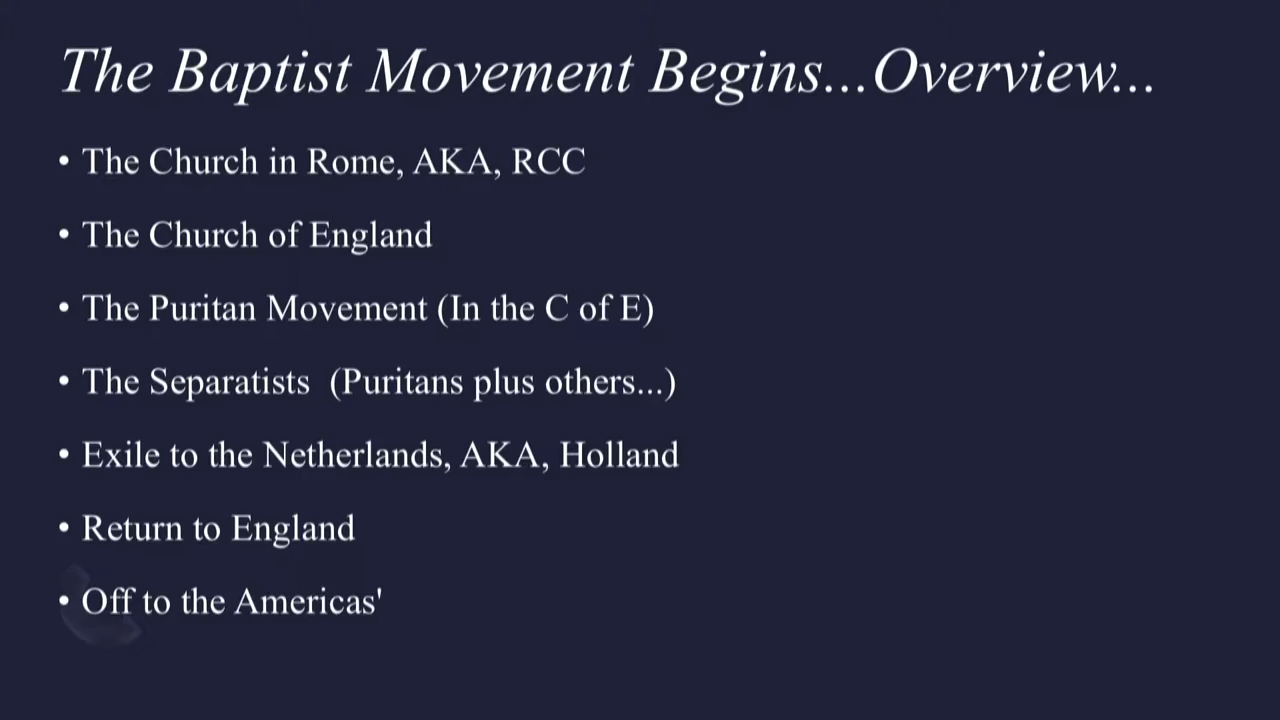 The Baptist Movement Begins...Overview...
• The Church in Rome, AKA, RCC
• The Church of England
• The Puritan Movement (In the C of E)
• The Separatists  (Puritans plus others...)
• Exile to the Netherlands, AKA, Holland
• Return to England
• Off to the Americas'